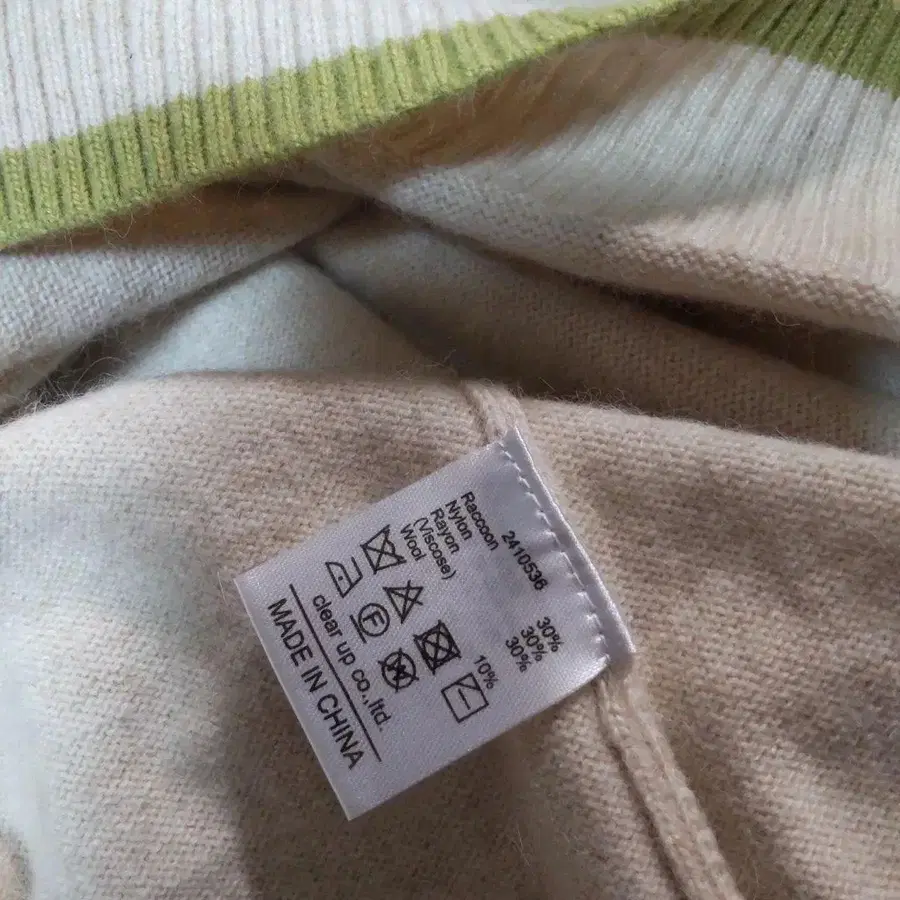 2410536
Raccoon 30%
Nylon 30%
Rayon 30%
(Viscose)
Wool 10%
F
clear up co.,ltd.
MADE IN CHINA